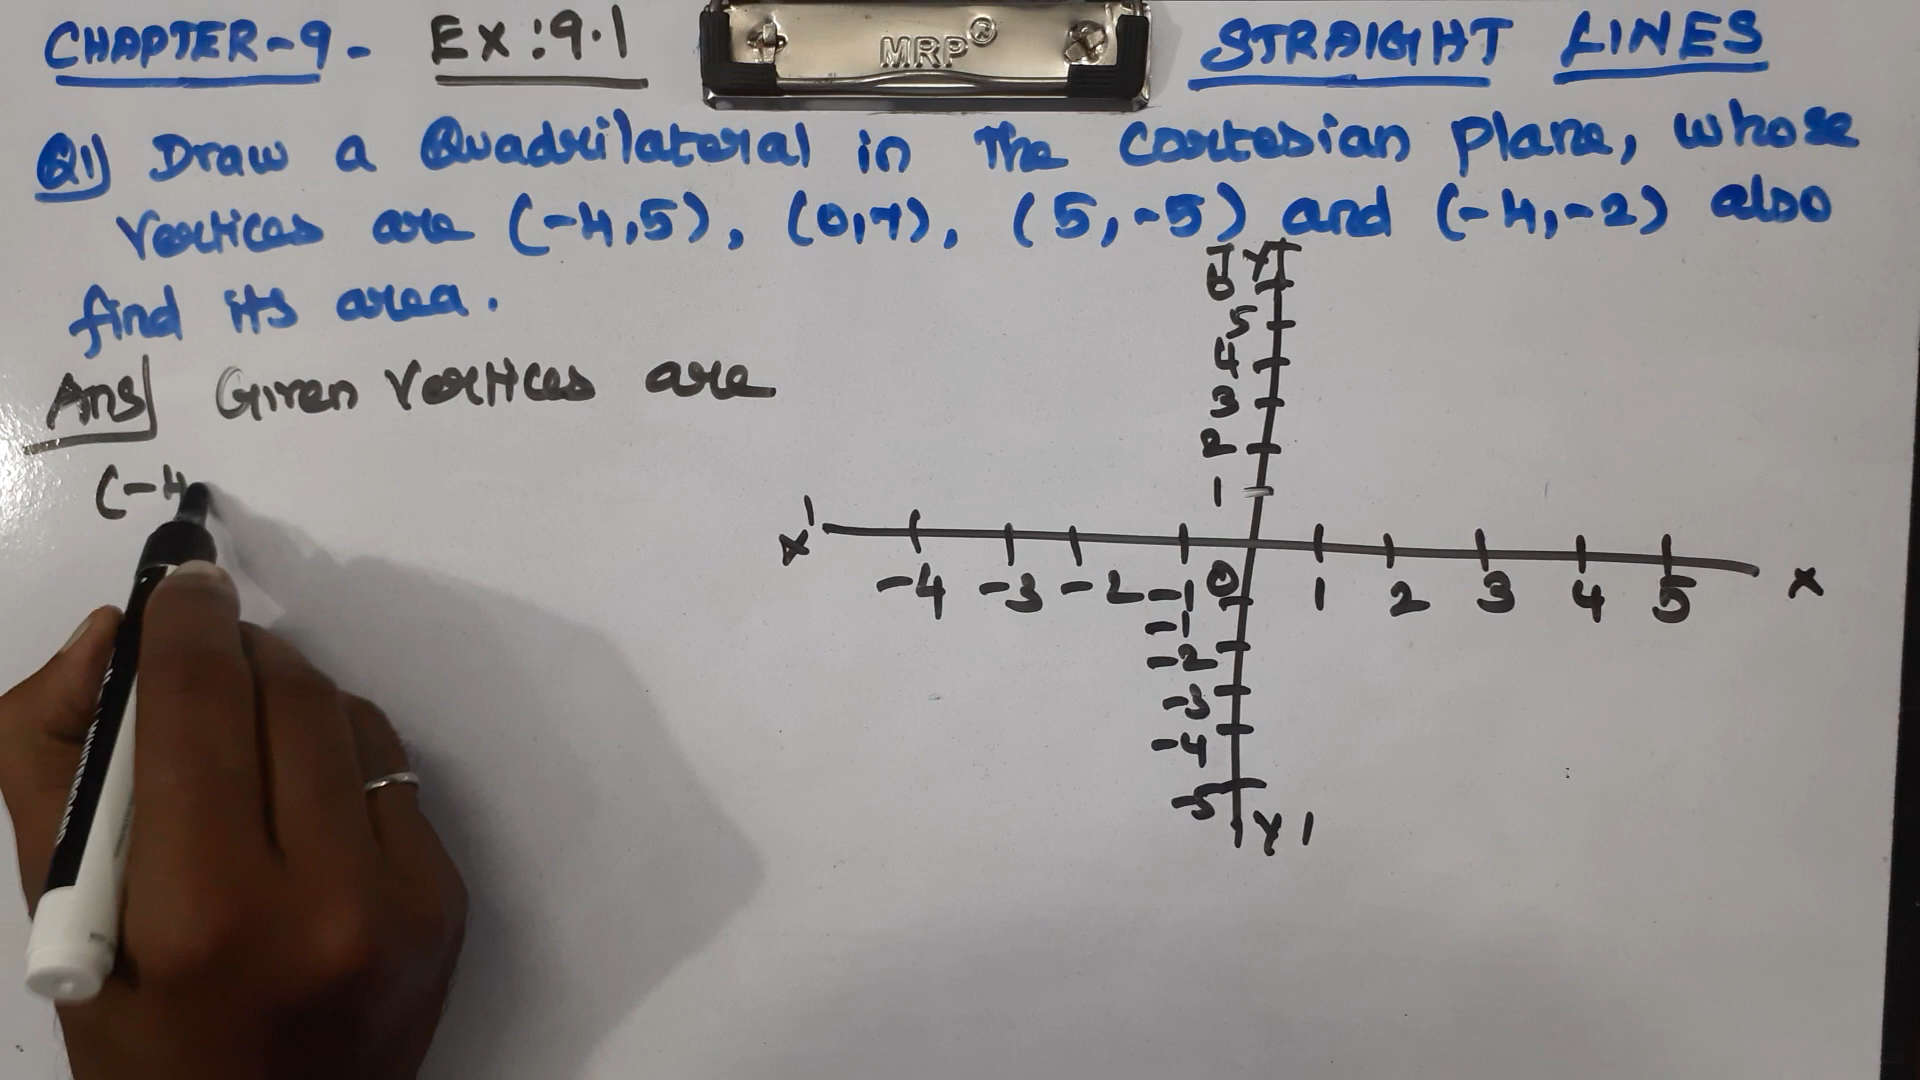 CHAPTER-9- Ex:9.1 MRP® STRAIGHT LINES
Q1) Draw a Quadrilateral in The cartesian plane, whose
vertices are (-4,5), (0,7), (5,-5) and (-4,-2) also
find its area.
Ans Given vertices are
(-4
Y
6
5
4
3
2
1
X' -4 -3 -2 -1 0 1 2 3 4 5 X
-1
-2
-3
-4
-5
Y'